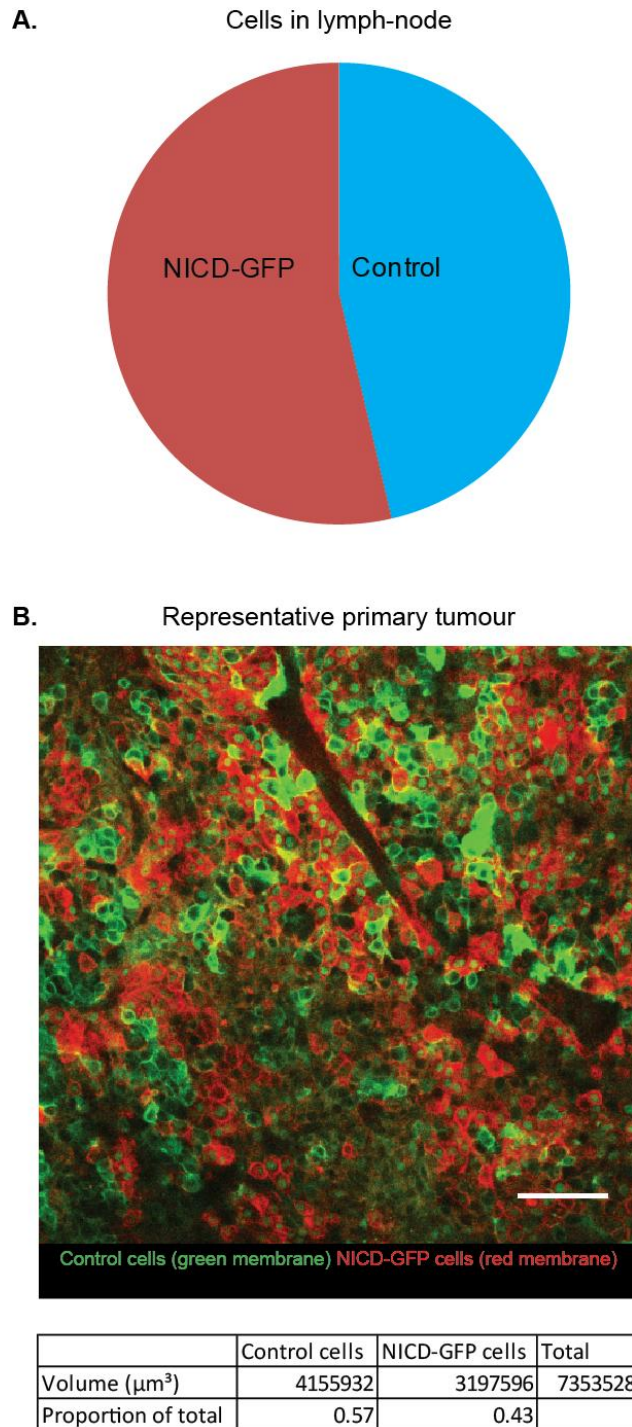 A. Cells in lymph-node
NICD-GFP Control
B. Representative primary tumour
Control cells (green membrane) NICD-GFP cells (red membrane)
Control cells NICD-GFP cells Total
Volume (µm³) 4155932 3197596 7353528
Proportion of total 0.57 0.43